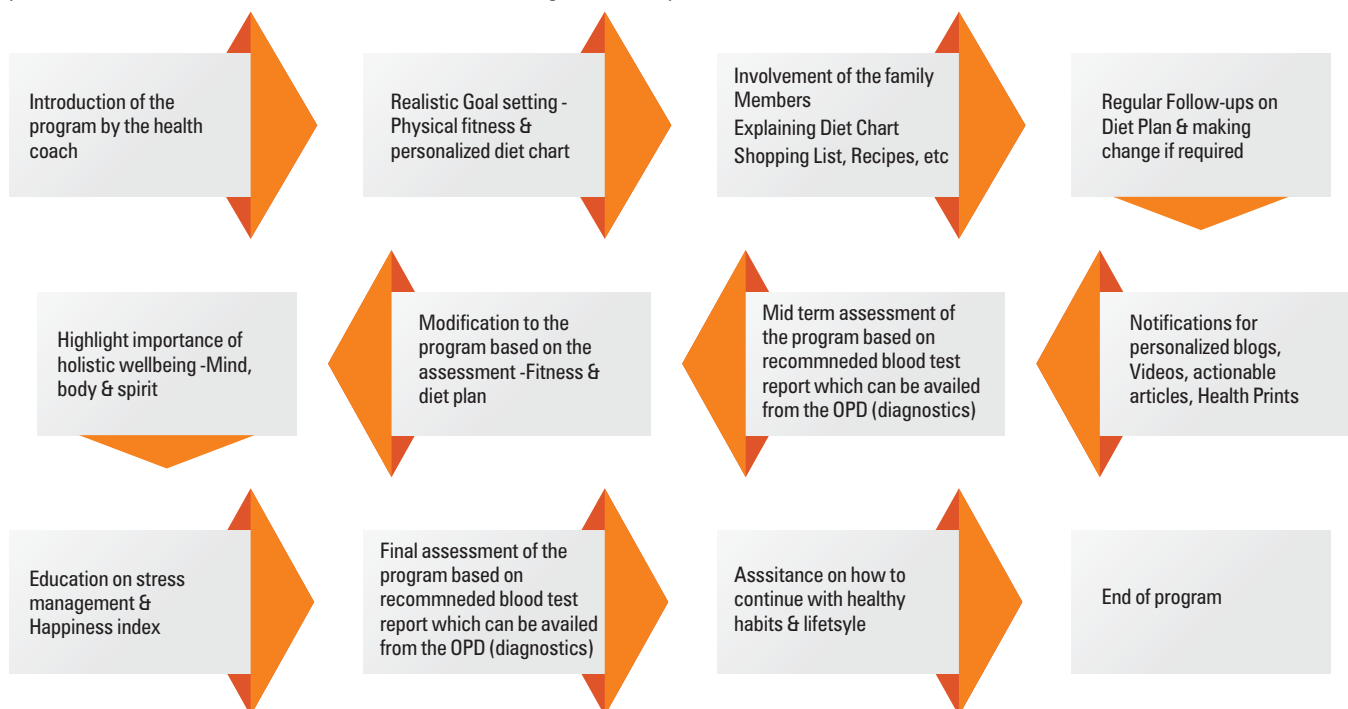 Introduction of the
program by the health
coach
Realistic Goal setting -
Physical fitness &
personalized diet chart
Involvement of the family
Members
Explaining Diet Chart
Shopping List, Recipes, etc
Regular Follow-ups on
Diet Plan & making
change if required
Notifications for
personalized blogs,
Videos, actionable
articles, Health Prints
Mid term assessment of
the program based on
recommneded blood test
report which can be availed
from the OPD (diagnostics)
Modification to the
program based on the
assessment -Fitness &
diet plan
Highlight importance of
holistic wellbeing -Mind,
body & spirit
Education on stress
management &
Happiness index
Final assessment of the
program based on
recommneded blood test
report which can be availed
from the OPD (diagnostics)
Asssitance on how to
continue with healthy
habits & lifetsyle
End of program